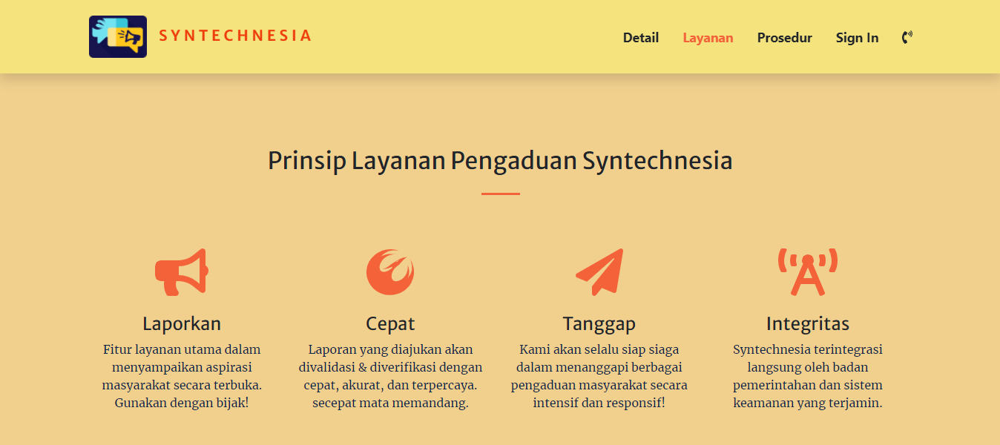 SYNTECHNESIA
Detail
Layanan
Prosedur
Sign In
Prinsip Layanan Pengaduan Syntechnesia
Laporkan
Fitur layanan utama dalam
menyampaikan aspirasi
masyarakat secara terbuka.
Gunakan dengan bijak!
Cepat
Laporan yang diajukan akan
divalidasi & diverifikasi dengan
cepat, akurat, dan terpercaya.
secepat mata memandang.
Tanggap
Kami akan selalu siap siaga
dalam menanggapi berbagai
pengaduan masyarakat secara
intensif dan responsif!
Integritas
Syntechnesia terintegrasi
langsung oleh badan
pemerintahan dan sistem
keamanan yang terjamin.